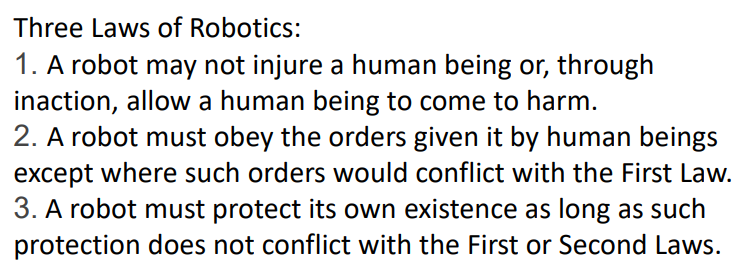 Three Laws of Robotics:
1. A robot may not injure a human being or, through
inaction, allow a human being to come to harm.
2. A robot must obey the orders given it by human beings
except where such orders would conflict with the First Law.
3. A robot must protect its own existence as long as such
protection does not conflict with the First or Second Laws.